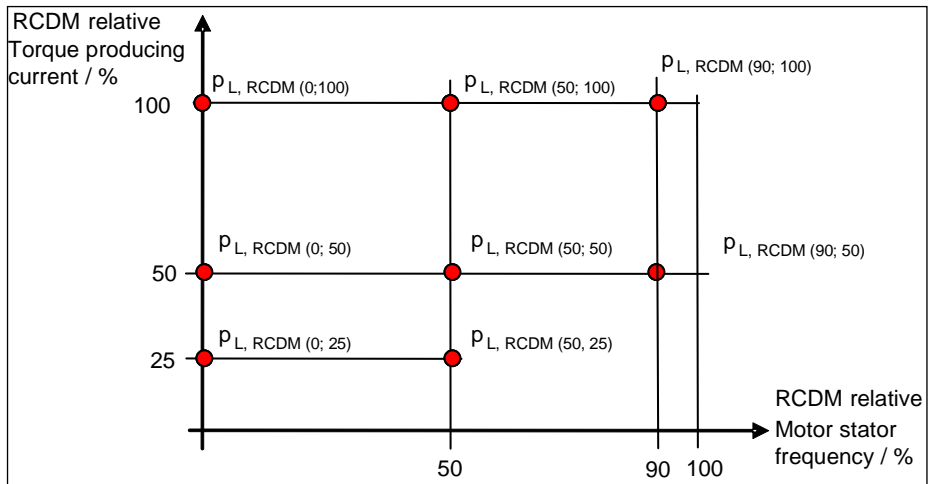 RCDM relative
Torque producing
current / %
p L, RCDM (90; 100)
p L, RCDM (0;100)
p L, RCDM (50; 100)
100
p L, RCDM (0; 50)
p L, RCDM (50; 50)
p L, RCDM (90; 50)
50
p L, RCDM (0; 25)
p L, RCDM (50, 25)
25
RCDM relative
Motor stator
frequency / %
50
90
100